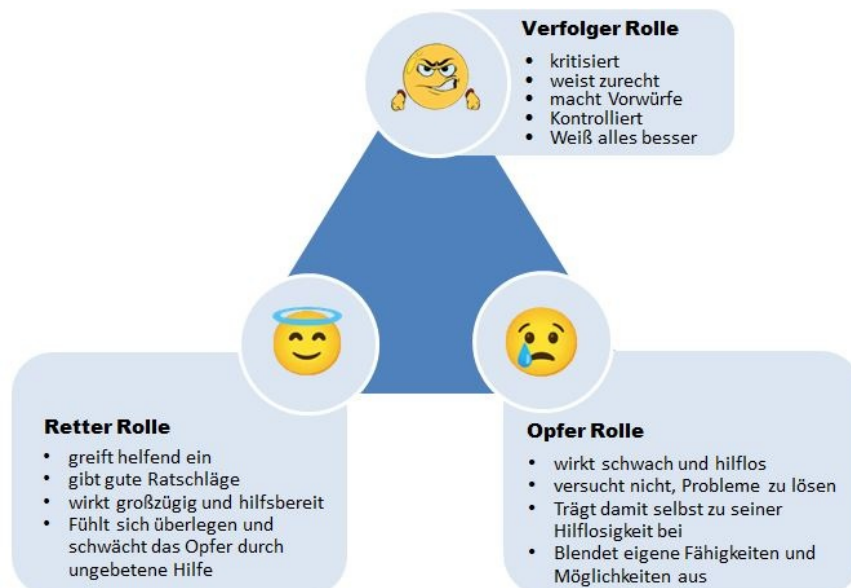 Verfolger Rolle
• kritisiert
• weist zurecht
• macht Vorwürfe
• Kontrolliert
• Weiß alles besser
Retter Rolle
• greift helfend ein
• gibt gute Ratschläge
• wirkt großzügig und hilfsbereit
• Fühlt sich überlegen und
schwächt das Opfer durch
ungebetene Hilfe
Opfer Rolle
• wirkt schwach und hilflos
• versucht nicht, Probleme zu lösen
• Trägt damit selbst zu seiner
Hilflosigkeit bei
• Blendet eigene Fähigkeiten und
Möglichkeiten aus